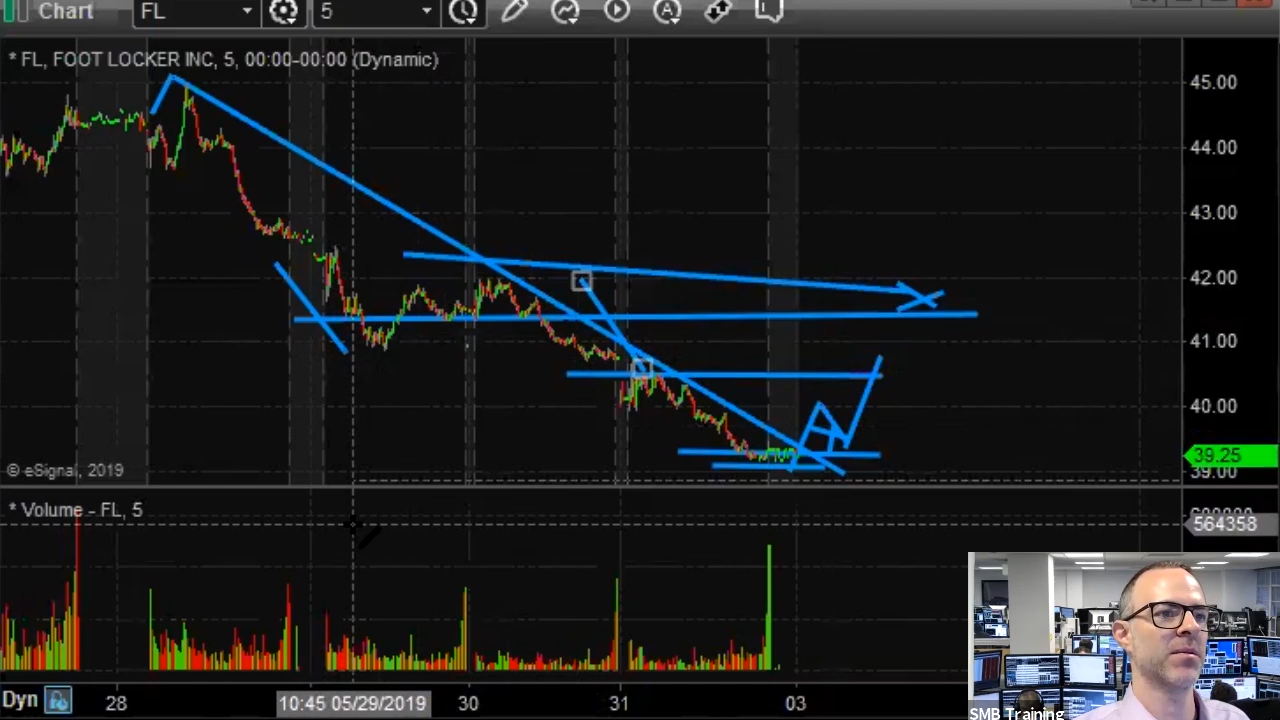 Chart FL 5
* FL, FOOT LOCKER INC, 5, 00:00-00:00 (Dynamic)
45.00
44.00
43.00
42.00
41.00
40.00
39.25
39.00
© eSignal, 2019
* Volume - FL, 5
564358
Dyn 28 10:45 05/29/2019 30 31 03
SMB Training